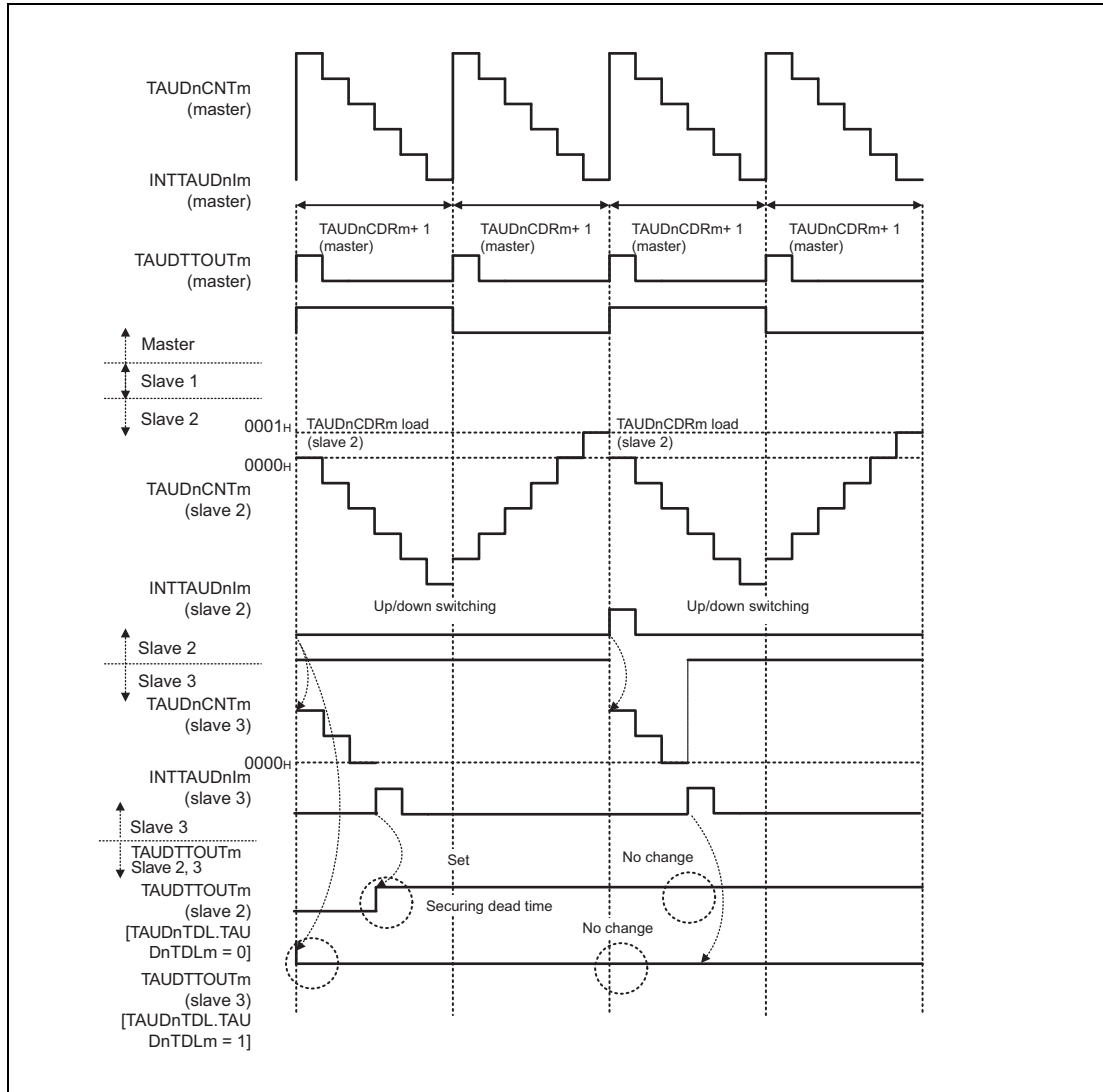 TAUDnCNTm
(master)
INTTAUDnIm
(master)
TAUDnCDRm+ 1
(master)
TAUDnCDRm+ 1
(master)
TAUDnCDRm+ 1
(master)
TAUDnCDRm+ 1
(master)
TAUDTTOUTm
(master)
Master
Slave 1
Slave 2
0001H
TAUDnCDRm load
(slave 2)
TAUDnCDRm load
(slave 2)
0000H
TAUDnCNTm
(slave 2)
INTTAUDnIm
(slave 2)
Up/down switching
Up/down switching
Slave 2
Slave 3
TAUDnCNTm
(slave 3)
0000H
INTTAUDnIm
(slave 3)
Slave 3
TAUDTTOUTm
Slave 2, 3
Set
No change
TAUDTTOUTm
(slave 2)
[TAUDnTDL.TAU
DnTDLm = 0]
Securing dead time
No change
TAUDTTOUTm
(slave 3)
[TAUDnTDL.TAU
DnTDLm = 1]